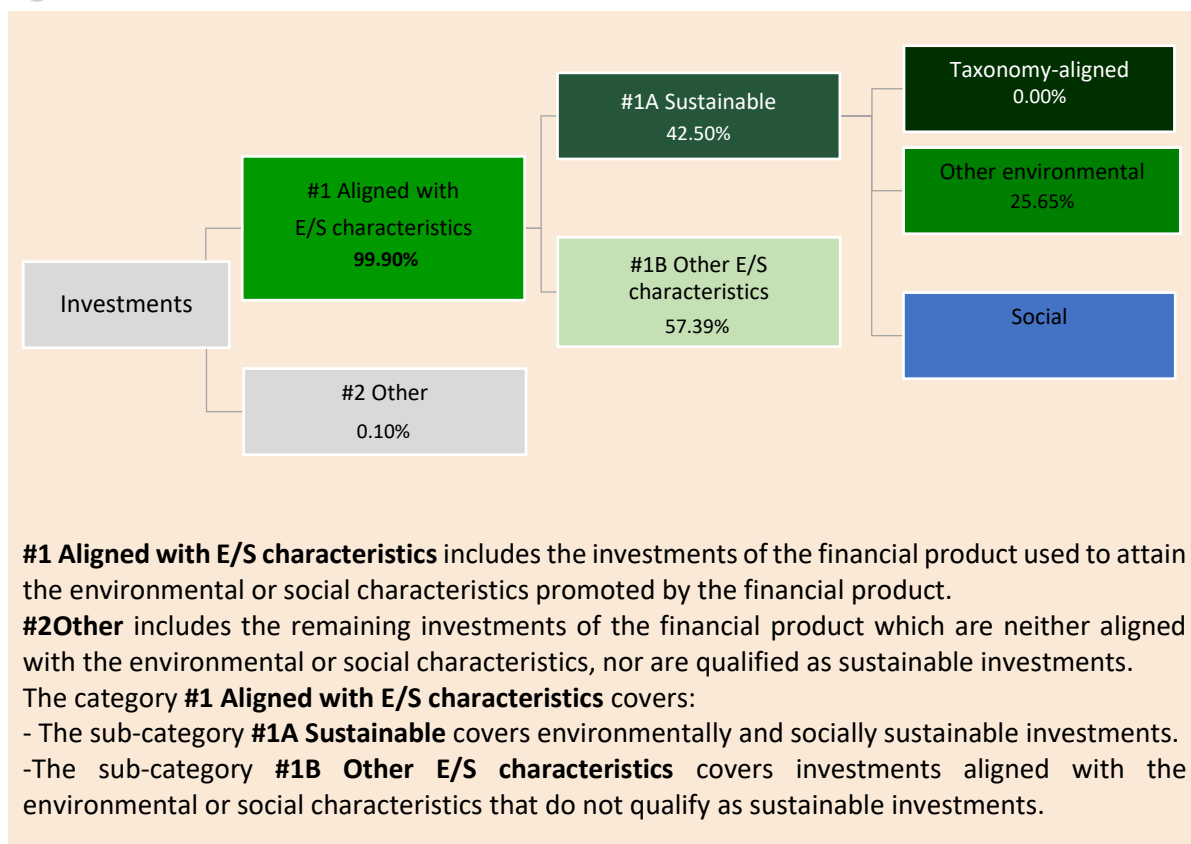 Investments
#1 Aligned with
E/S characteristics
99.90%
#2 Other
0.10%
#1A Sustainable
42.50%
#1B Other E/S
characteristics
57.39%
Taxonomy-aligned
0.00%
Other environmental
25.65%
Social
#1 Aligned with E/S characteristics includes the investments of the financial product used to attain
the environmental or social characteristics promoted by the financial product.
#2Other includes the remaining investments of the financial product which are neither aligned
with the environmental or social characteristics, nor are qualified as sustainable investments.
The category #1 Aligned with E/S characteristics covers:
- The sub-category #1A Sustainable covers environmentally and socially sustainable investments.
-The sub-category #1B Other E/S characteristics covers investments aligned with the
environmental or social characteristics that do not qualify as sustainable investments.